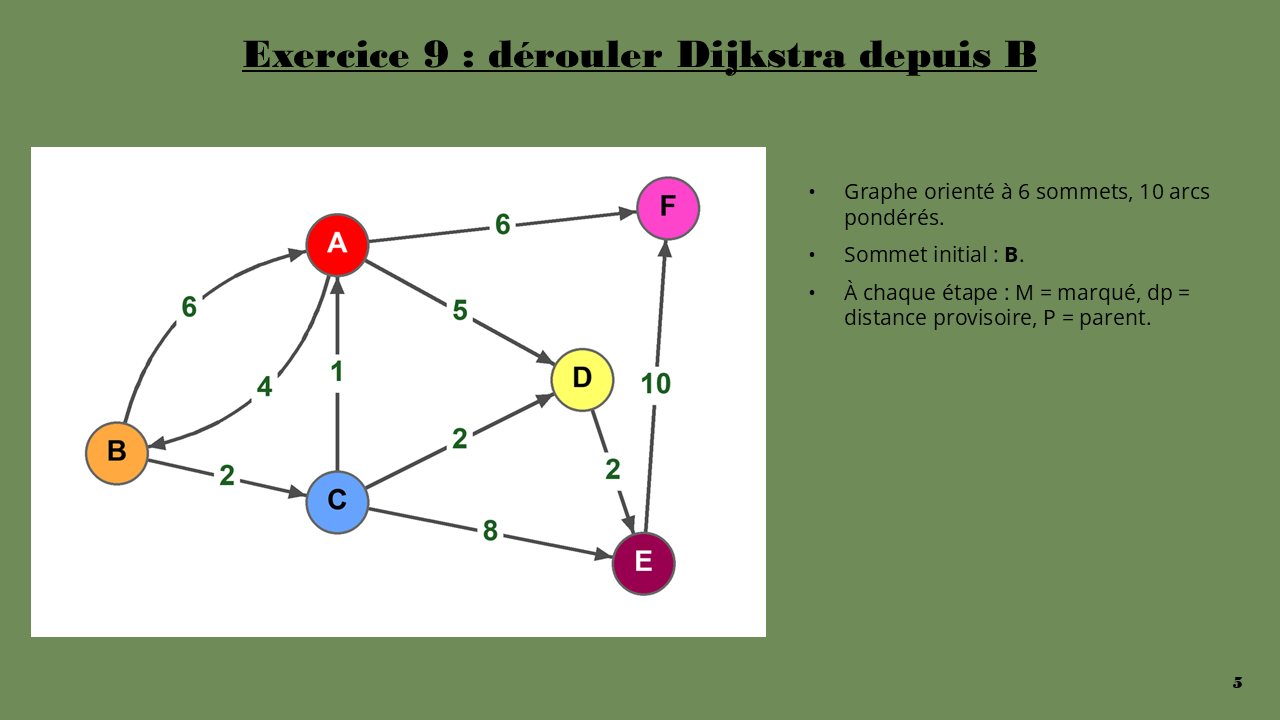 Exercice 9 : dérouler Dijkstra depuis B
F
6
A
6
5
4
1
D
10
B
2
2
2
C
8
E
• Graphe orienté à 6 sommets, 10 arcs
pondérés.
• Sommet initial : B.
• À chaque étape : M = marqué, dp =
distance provisoire, P = parent.
5